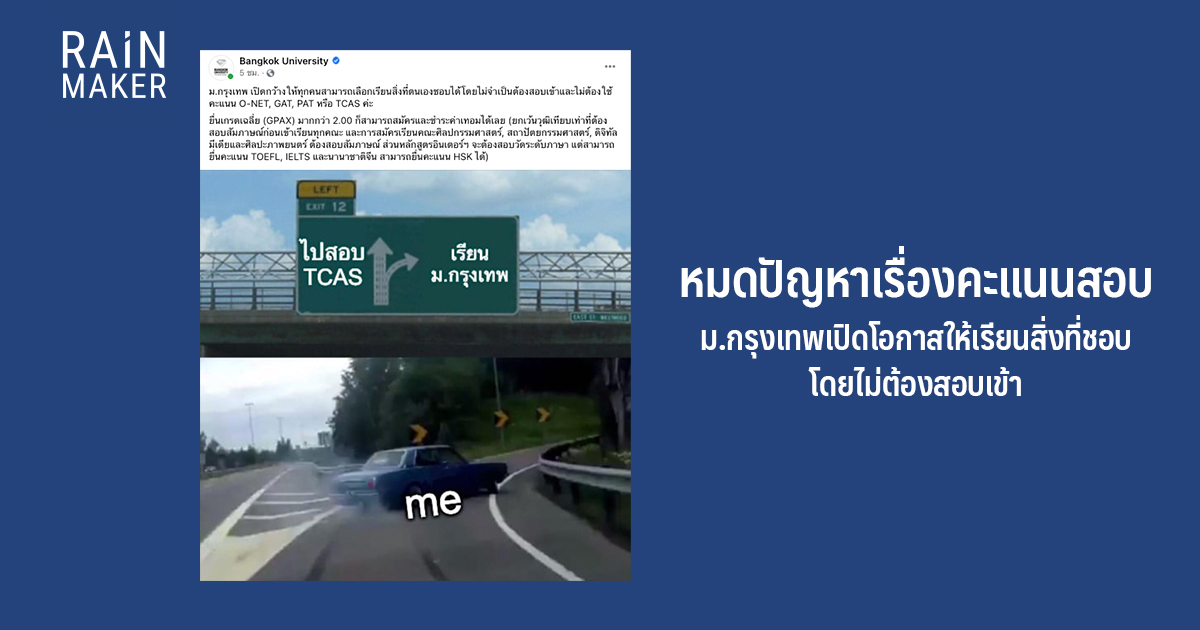 RAiN
MAKER
Bangkok University
5 ชม.
ม.กรุงเทพ เปิดกว้างให้ทุกคนสามารถเลือกเรียนสิ่งที่ตนเองชอบได้โดยไม่จำเป็นต้องสอบเข้าและไม่ต้องใช้
คะแนน O-NET, GAT, PAT หรือ TCAS ค่ะ
ยื่นเกรดเฉลี่ย (GPAX) มากกว่า 2.00 ก็สามารถสมัครและชำระค่าเทอมได้เลย (ยกเว้นวุฒิเทียบเท่าที่ต้อง
สอบสัมภาษณ์ก่อนเข้าเรียนทุกคณะ และการสมัครเรียนคณะศิลปกรรมศาสตร์, สถาปัตยกรรมศาสตร์, ดิจิทัล
มีเดียและศิลปะภาพยนตร์ ต้องสอบสัมภาษณ์ ส่วนหลักสูตรอินเตอร์ฯ จะต้องสอบวัดระดับภาษา แต่สามารถ
ยื่นคะแนน TOEFL, IELTS และนานาชาติจีน สามารถยื่นคะแนน HSK ได้)
LEFT
EXIT 12
ไปสอบ
TCAS
เรียน
ม.กรุงเทพ
me
หมดปัญหาเรื่องคะแนนสอบ
ม.กรุงเทพเปิดโอกาสให้เรียนสิ่งที่ชอบ
โดยไม่ต้องสอบเข้า